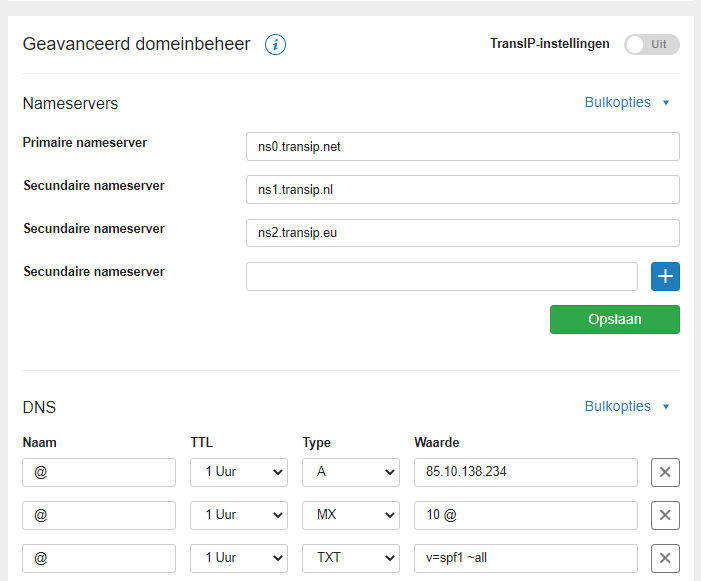 Geavanceerd domeinbeheer i TransIP-instellingen Uit
Nameservers Bulkopties
Primaire nameserver ns0.transip.net
Secundaire nameserver ns1.transip.nl
Secundaire nameserver ns2.transip.eu
Secundaire nameserver
Opslaan
DNS Bulkopties
Naam TTL Type Waarde
@ 1 Uur A 85.10.138.234
@ 1 Uur MX 10 @
@ 1 Uur TXT v=spf1 ~all